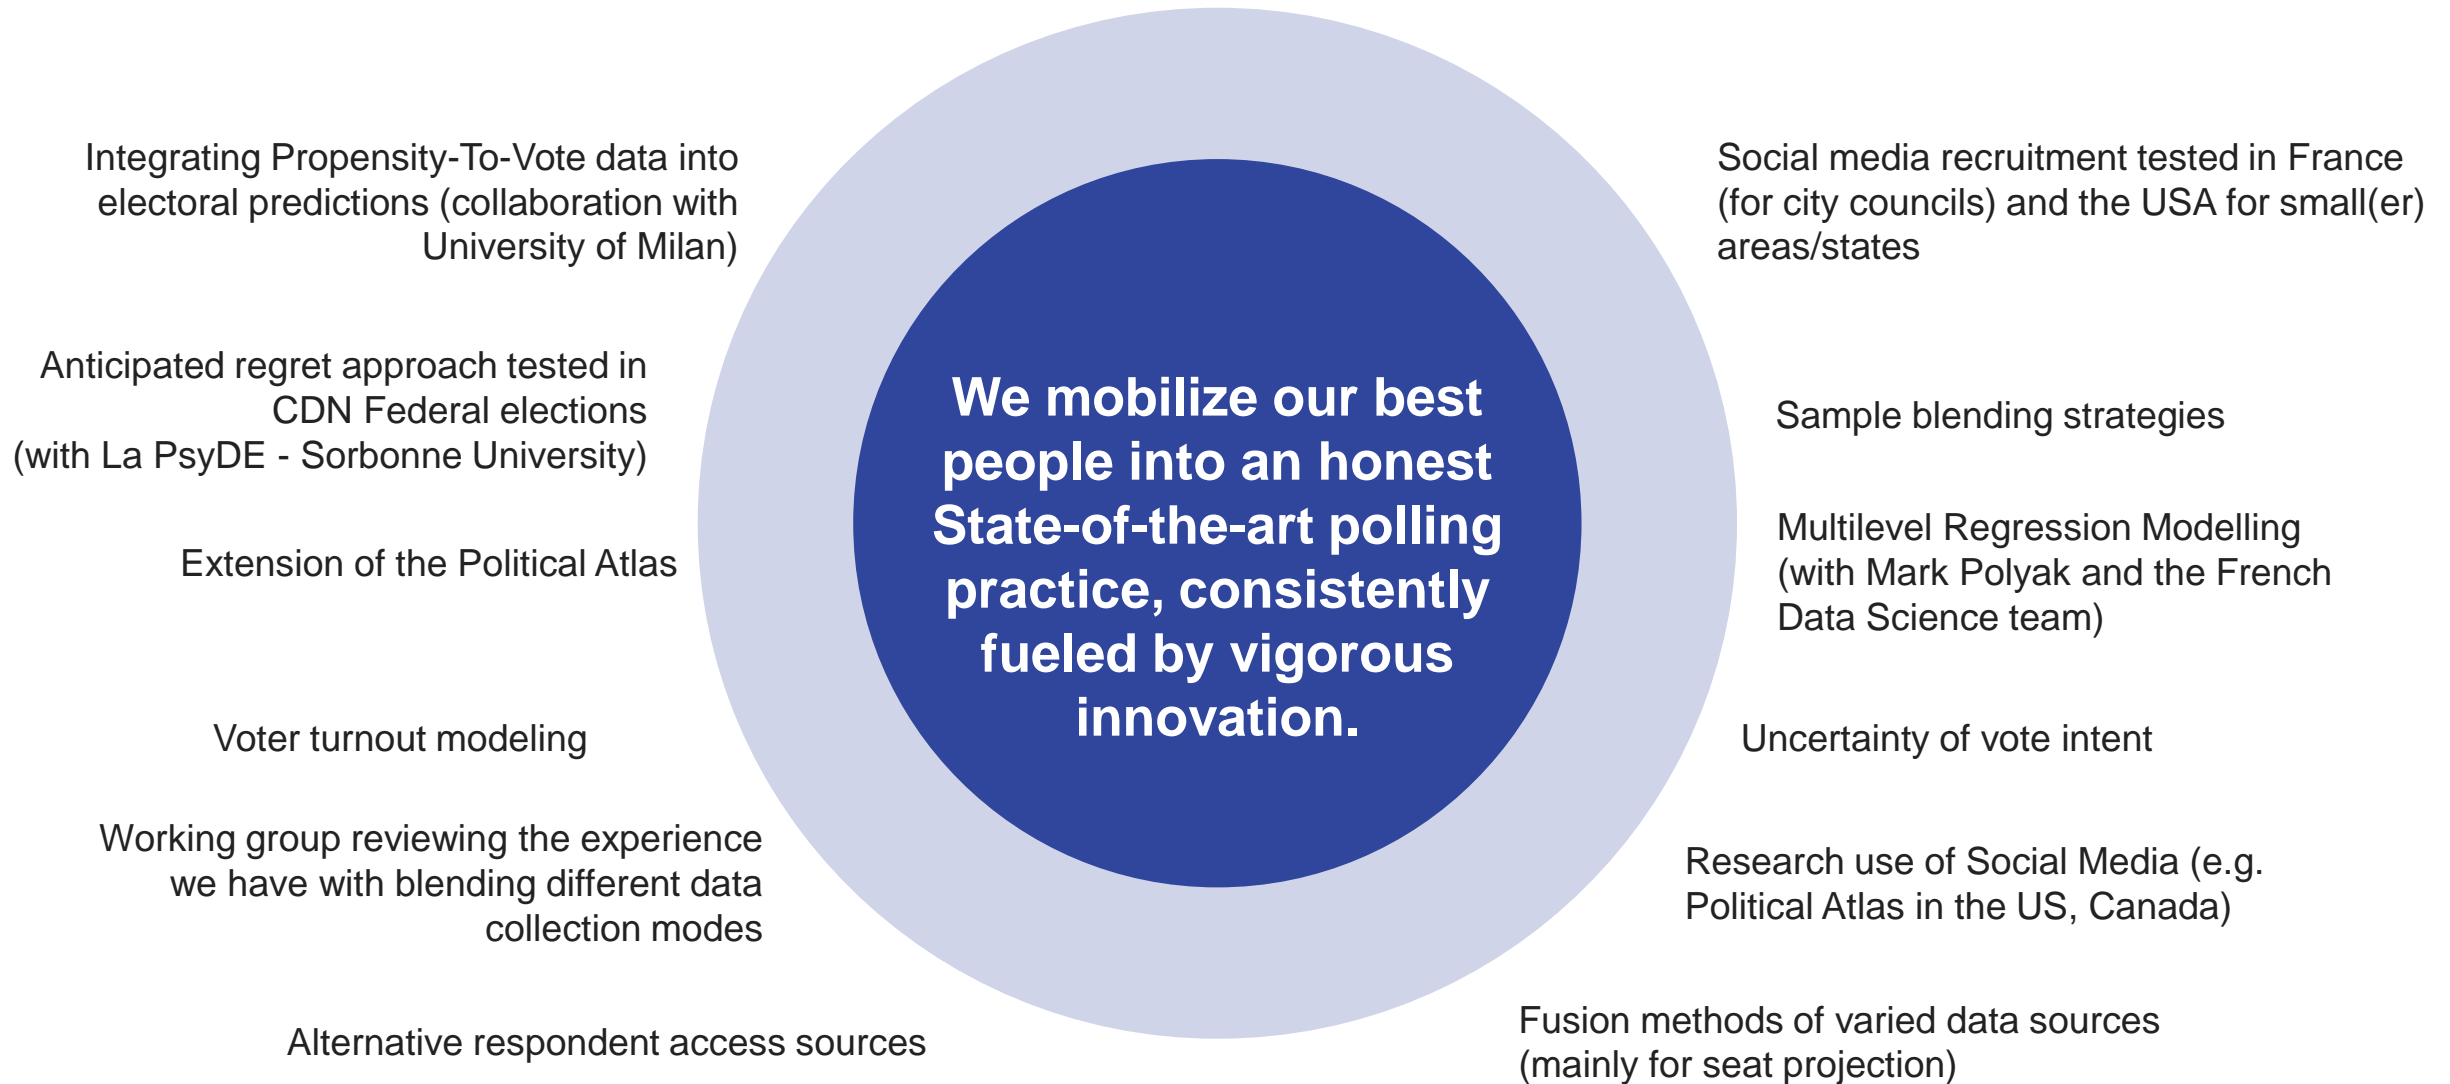 Integrating Propensity-To-Vote data into
electoral predictions (collaboration with
University of Milan)
Anticipated regret approach tested in
CDN Federal elections
(with La PsyDE - Sorbonne University)
Extension of the Political Atlas
Voter turnout modeling
Working group reviewing the experience
we have with blending different data
collection modes
Alternative respondent access sources
We mobilize our best
people into an honest
State-of-the-art polling
practice, consistently
fueled by vigorous
innovation.
Social media recruitment tested in France
(for city councils) and the USA for small(er)
areas/states
Sample blending strategies
Multilevel Regression Modelling
(with Mark Polyak and the French
Data Science team)
Uncertainty of vote intent
Research use of Social Media (e.g.
Political Atlas in the US, Canada)
Fusion methods of varied data sources
(mainly for seat projection)